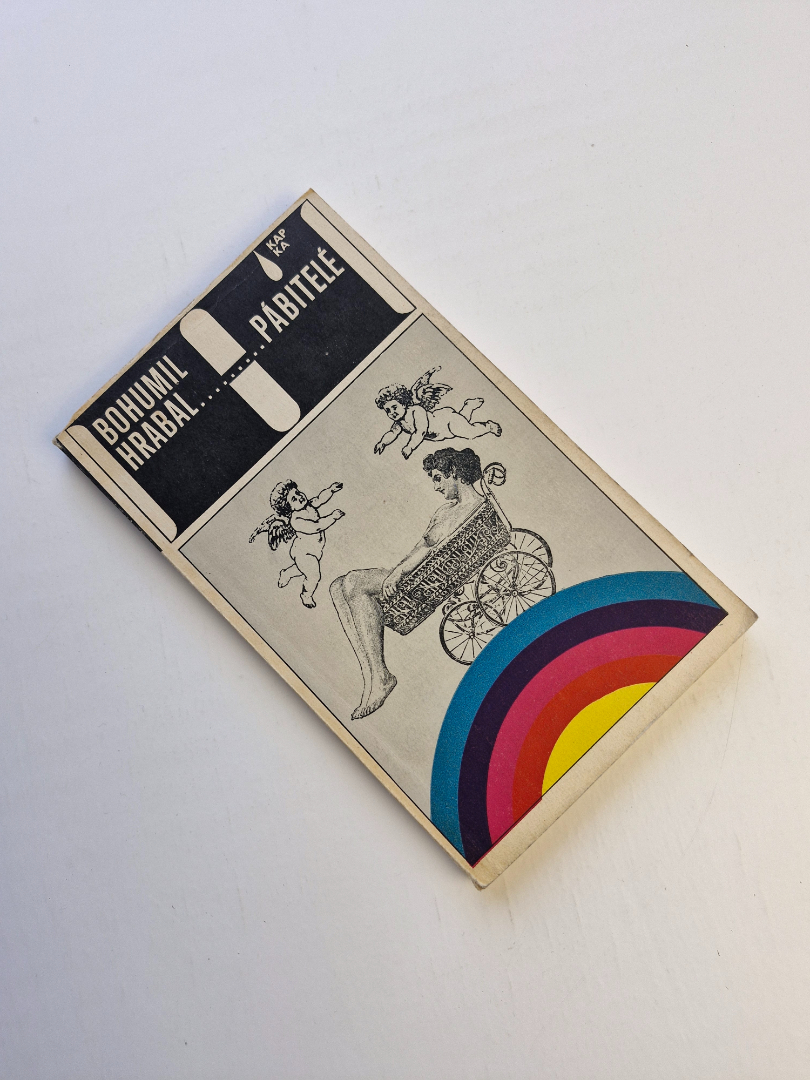 KAP
KA
BOHUMIL
HRABAL..........PÁBITELÉ